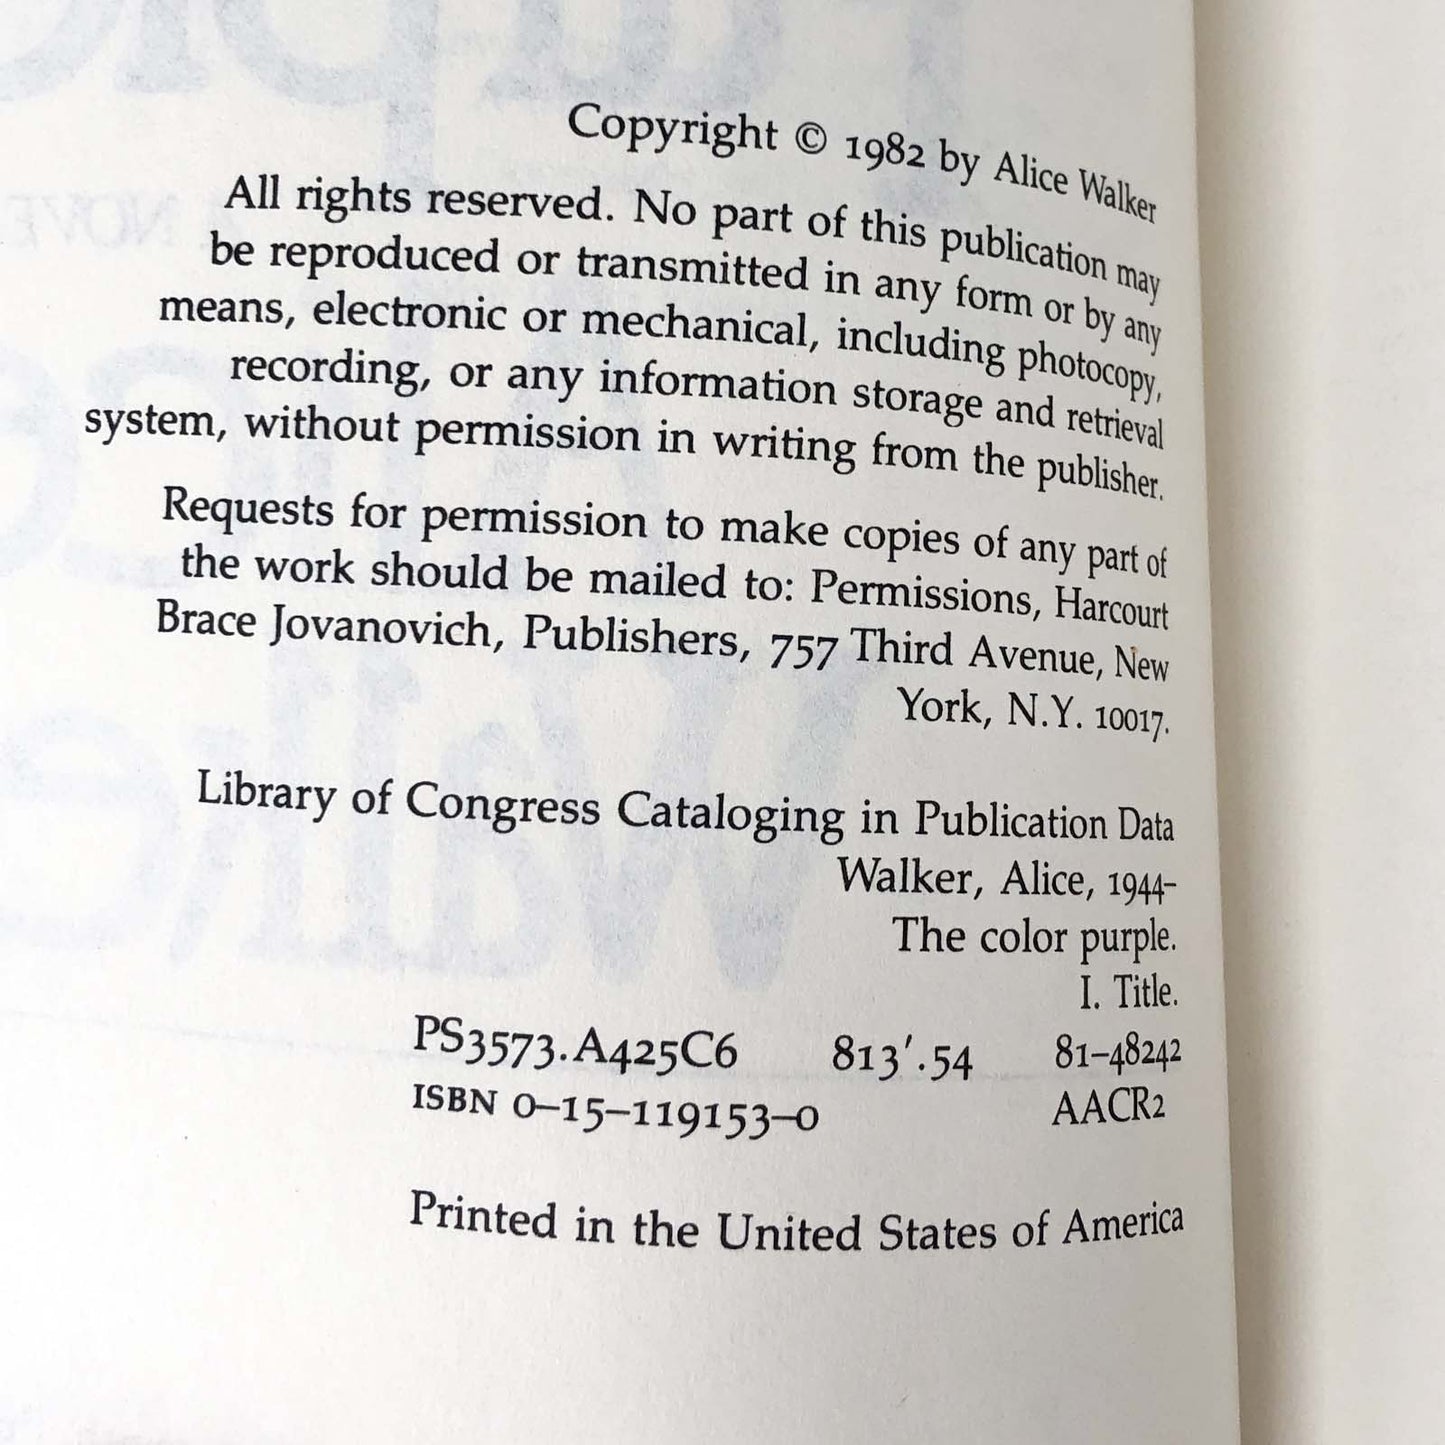 Copyright © 1982 by Alice Walker
All rights reserved. No part of this publication may
be reproduced or transmitted in any form or by any
means, electronic or mechanical, including photocopy,
recording, or any information storage and retrieval
system, without permission in writing from the publisher.
Requests for permission to make copies of any part of
the work should be mailed to: Permissions, Harcourt
Brace Jovanovich, Publishers, 757 Third Avenue, New
York, N.Y. 10017.
Library of Congress Cataloging in Publication Data
Walker, Alice, 1944-
The color purple.
I. Title.
PS3573.A425C6 813′.54 81–48242
ISBN 0–15–119153–0 AACR2
Printed in the United States of America